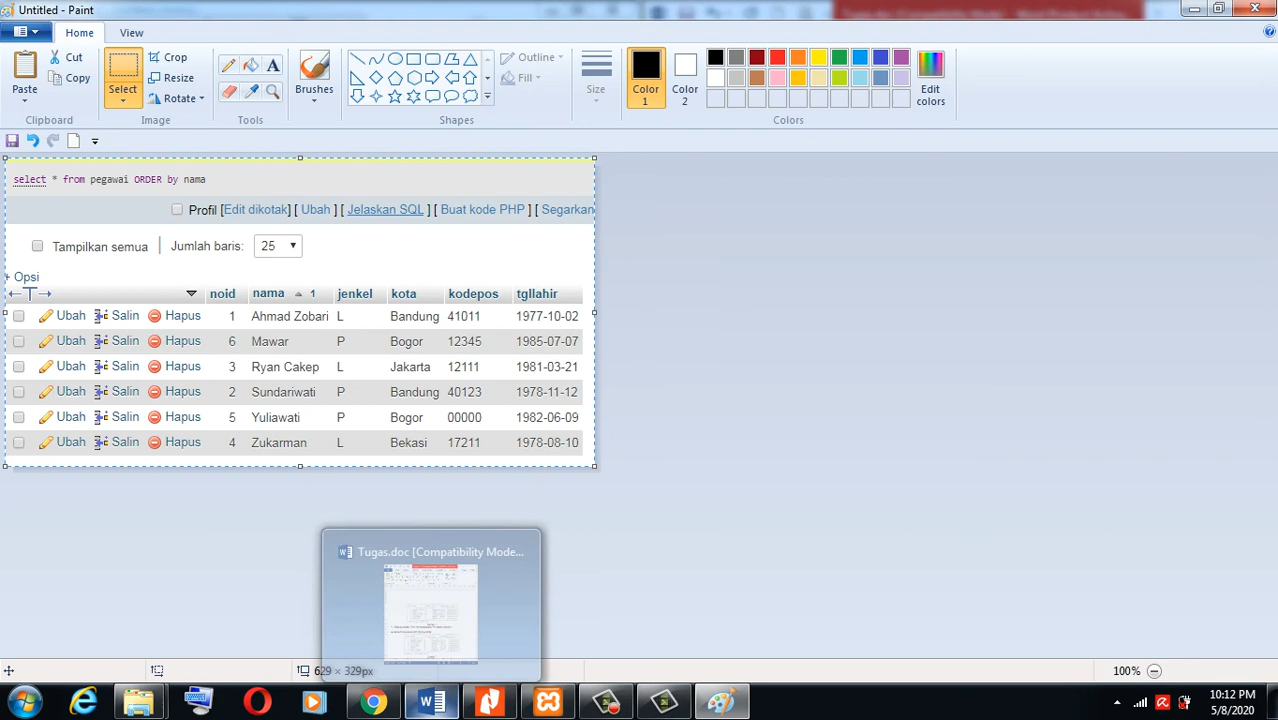 Untitled - Paint
Home View
Paste
Cut
Copy
Clipboard
Select
Crop
Resize
Rotate
Image
Tools
Brushes
Shapes
Outline
Fill
Size
Color 1
Color 2
Edit colors
Colors
select * from pegawai ORDER by nama
Profil [Edit dikotak] [ Ubah ] [ Jelaskan SQL ] [ Buat kode PHP ] [ Segarkan
Tampilkan semua Jumlah baris: 25
+ Opsi
noid nama 1 jenkel kota kodepos tgllahir
Ubah Salin Hapus 1 Ahmad Zobari L Bandung 41011 1977-10-02
Ubah Salin Hapus 6 Mawar P Bogor 12345 1985-07-07
Ubah Salin Hapus 3 Ryan Cakep L Jakarta 12111 1981-03-21
Ubah Salin Hapus 2 Sundariwati P Bandung 40123 1978-11-12
Ubah Salin Hapus 5 Yuliawati P Bogor 00000 1982-06-09
Ubah Salin Hapus 4 Zukarman L Bekasi 17211 1978-08-10
Tugas.doc [Compatibility Mode...
629 × 329px
100%
10:12 PM
5/8/2020